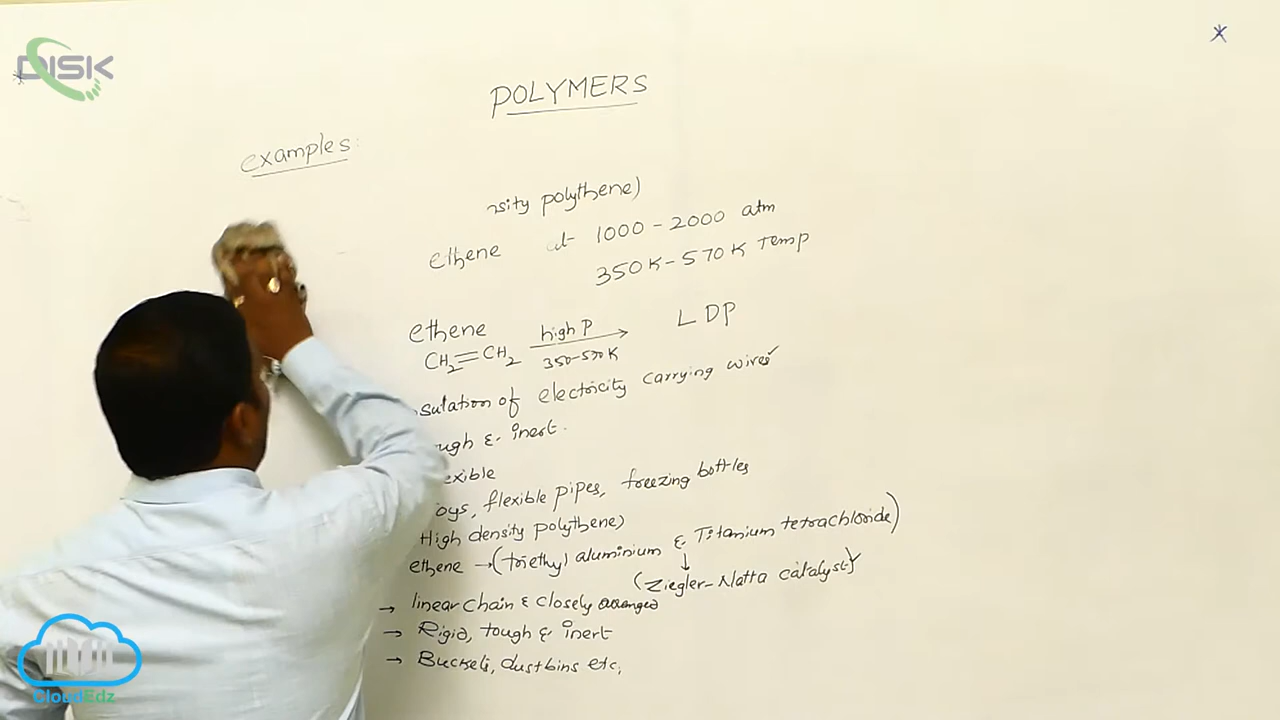 DISK
POLYMERS
examples:
nsity polythene)
ethene at 1000-2000 atm
350K-570K Temp
ethene high P LDP
CH2=CH2 350-570K
sulation of electricity carrying wires
ough & inert.
exible
oys, flexible pipes, freezing bottles
High density polythene)
ethene →(triethyl aluminium & Titanium tetrachloride)
↓
(Ziegler-Natta catalyst)
→ linear chain & closely arranged
→ Rigid, tough & inert
→ Buckets, dustbins etc,
CloudEdz